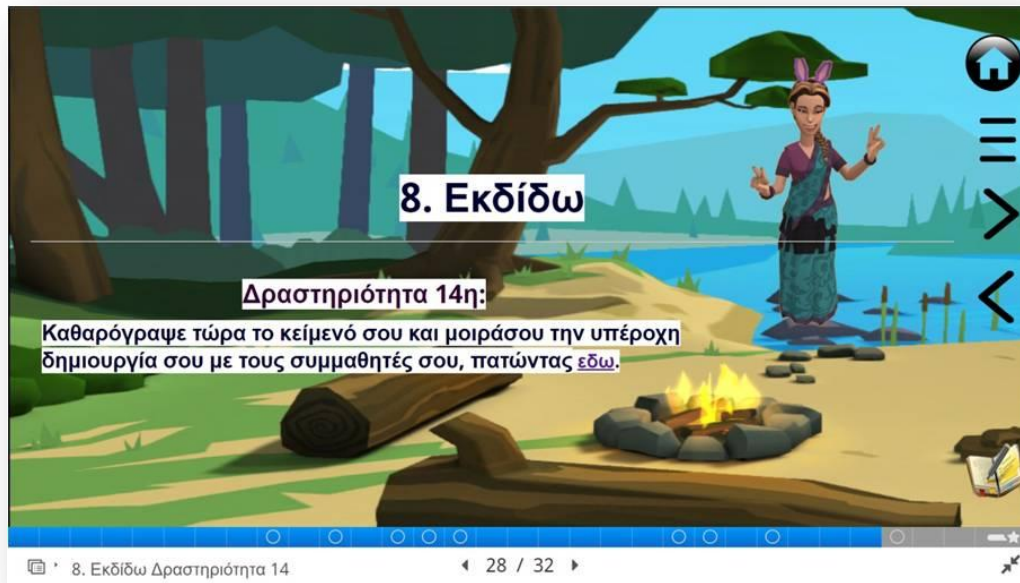 8. Εκδίδω
Δραστηριότητα 14η:
Καθαρόγραψε τώρα το κείμενό σου και μοιράσου την υπέροχη
δημιουργία σου με τους συμμαθητές σου, πατώντας εδω.
8. Εκδίδω Δραστηριότητα 14
28 / 32